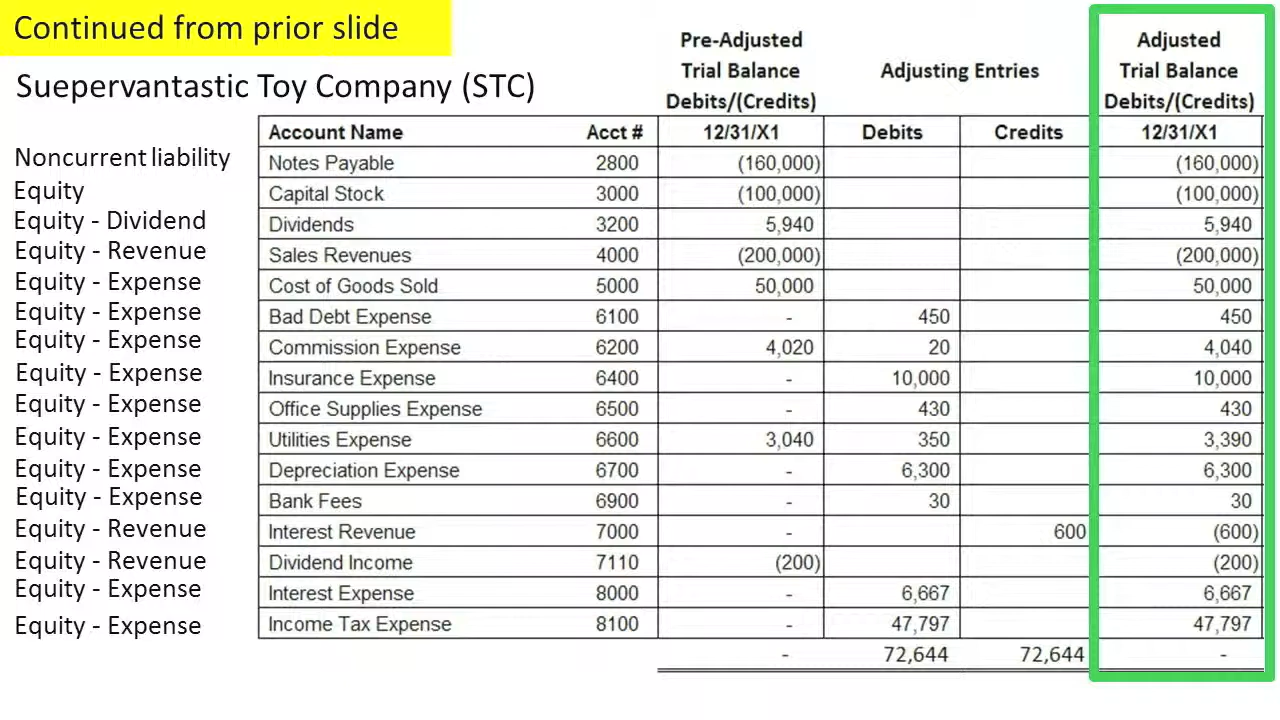 Continued from prior slide
Suepervantastic Toy Company (STC)
Pre-Adjusted Trial Balance Debits/(Credits) Adjusting Entries Adjusted Trial Balance Debits/(Credits)
Account Name Acct # 12/31/X1 Debits Credits 12/31/X1
Noncurrent liability Notes Payable 2800 (160,000) (160,000)
Equity Capital Stock 3000 (100,000) (100,000)
Equity - Dividend Dividends 3200 5,940 5,940
Equity - Revenue Sales Revenues 4000 (200,000) (200,000)
Equity - Expense Cost of Goods Sold 5000 50,000 50,000
Equity - Expense Bad Debt Expense 6100 - 450 450
Equity - Expense Commission Expense 6200 4,020 20 4,040
Equity - Expense Insurance Expense 6400 - 10,000 10,000
Equity - Expense Office Supplies Expense 6500 - 430 430
Equity - Expense Utilities Expense 6600 3,040 350 3,390
Equity - Expense Depreciation Expense 6700 - 6,300 6,300
Equity - Expense Bank Fees 6900 - 30 30
Equity - Revenue Interest Revenue 7000 - 600 (600)
Equity - Revenue Dividend Income 7110 (200) (200)
Equity - Expense Interest Expense 8000 - 6,667 6,667
Equity - Expense Income Tax Expense 8100 - 47,797 47,797
- 72,644 72,644 -